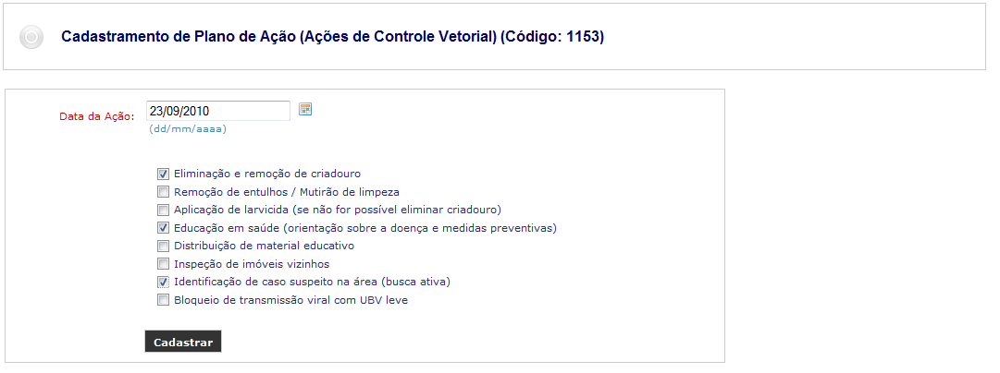 Cadastramento de Plano de Ação (Ações de Controle Vetorial) (Código: 1153)
Data da Ação: 23/09/2010
(dd/mm/aaaa)
Eliminação e remoção de criadouro
Remoção de entulhos / Mutirão de limpeza
Aplicação de larvicida (se não for possível eliminar criadouro)
Educação em saúde (orientação sobre a doença e medidas preventivas)
Distribuição de material educativo
Inspeção de imóveis vizinhos
Identificação de caso suspeito na área (busca ativa)
Bloqueio de transmissão viral com UBV leve
Cadastrar